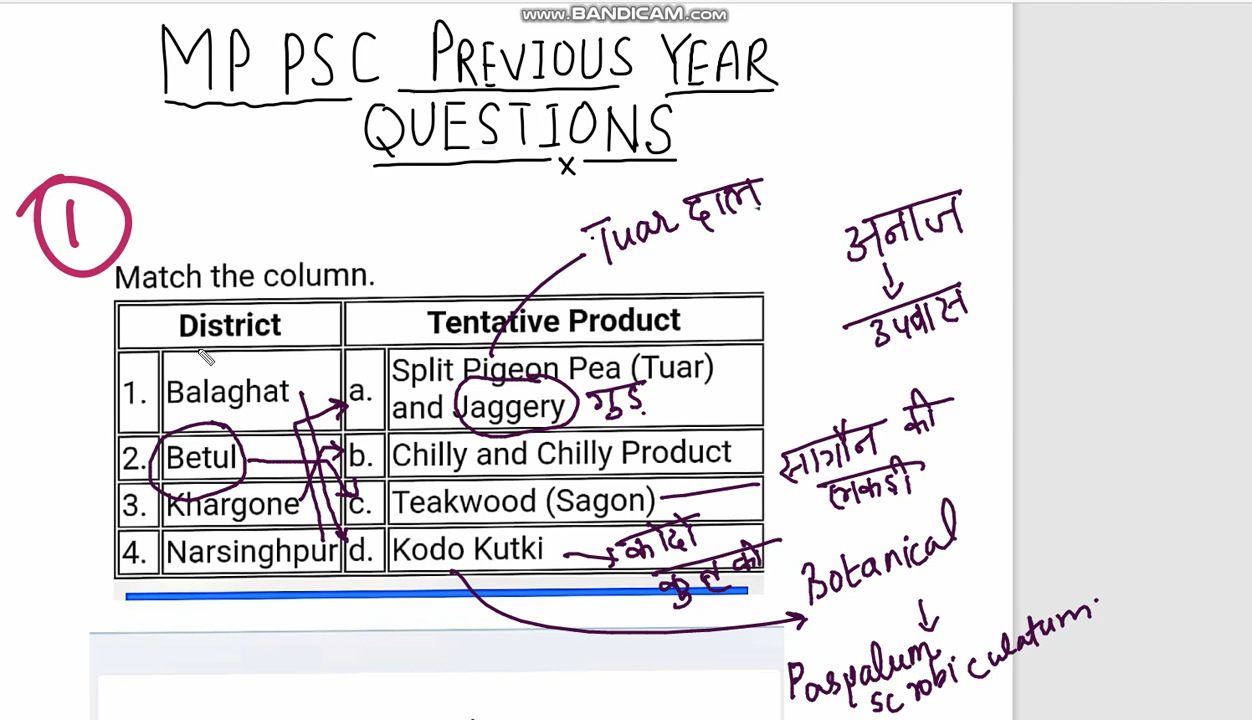 www.BANDICAM.com
MP PSC PREVIOUS YEAR
QUESTIONS
x
1
Tuar दाल
अनाज
↓
उपवास
Match the column.
District Tentative Product
1. Balaghat a. Split Pigeon Pea (Tuar) and Jaggery गुड़
2. Betul b. Chilly and Chilly Product
3. Khargone c. Teakwood (Sagon)
4. Narsinghpur d. Kodo Kutki
सागौन की
लकड़ी
कोदो
कुटकी
Botanical
↓
Paspalum
scrobiculatum